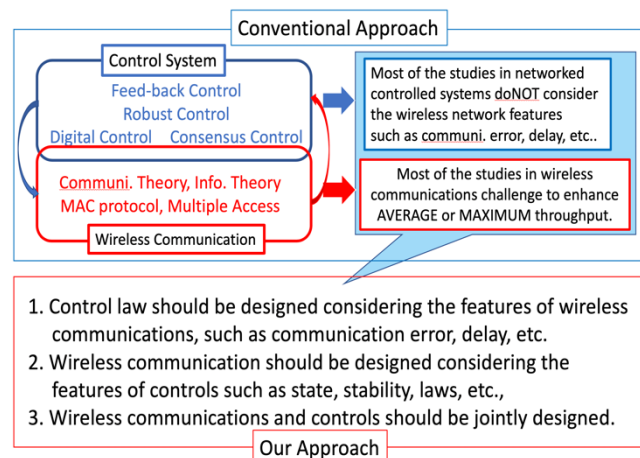 Conventional Approach
Control System
Feed-back Control
Robust Control
Digital Control Consensus Control
Communi. Theory, Info. Theory
MAC protocol, Multiple Access
Wireless Communication
Most of the studies in networked
controlled systems doNOT consider
the wireless network features
such as communi. error, delay, etc..
Most of the studies in wireless
communications challenge to enhance
AVERAGE or MAXIMUM throughput.
1. Control law should be designed considering the features of wireless
communications, such as communication error, delay, etc.
2. Wireless communication should be designed considering the
features of controls such as state, stability, laws, etc.,
3. Wireless communications and controls should be jointly designed.
Our Approach